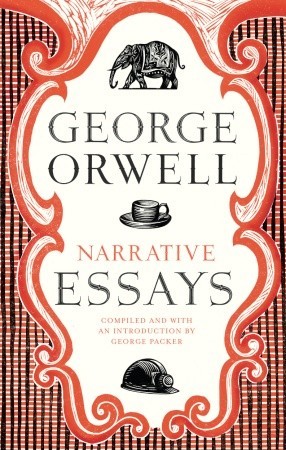 GEORGE
ORWELL
NARRATIVE
ESSAYS
COMPILED AND WITH
AN INTRODUCTION BY
GEORGE PACKER